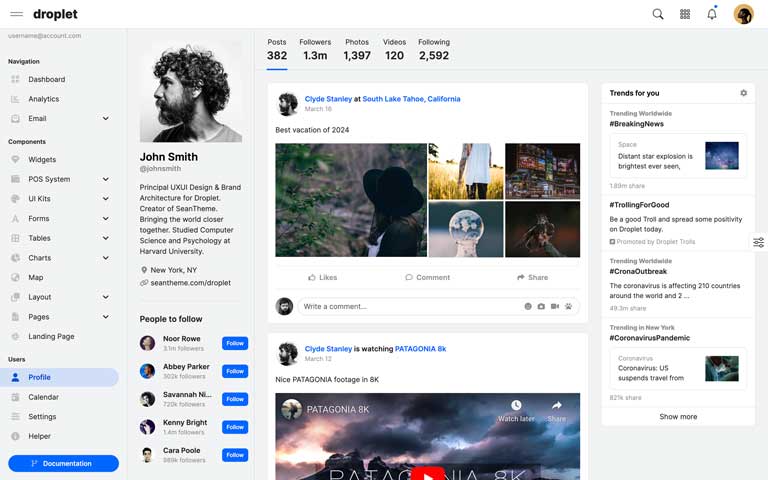 droplet
username@account.com
Navigation
Dashboard
Analytics
Email
Components
Widgets
POS System
UI Kits
Forms
Tables
Charts
Map
Layout
Pages
Landing Page
Users
Profile
Calendar
Settings
Helper
Documentation
John Smith
@johnsmith
Principal UXUI Design & Brand
Architecture for Droplet.
Creator of SeanTheme.
Bringing the world closer
together. Studied Computer
Science and Psychology at
Harvard University.
New York, NY
seantheme.com/droplet
People to follow
Noor Rowe
3.1m followers
Follow
Abbey Parker
302k followers
Follow
Savannah Ni...
720k followers
Follow
Kenny Bright
1.4m followers
Follow
Cara Poole
989k followers
Follow
Posts Followers Photos Videos Following
382 1.3m 1,397 120 2,592
Clyde Stanley at South Lake Tahoe, California
March 16
Best vacation of 2024
Likes Comment Share
Write a comment...
Clyde Stanley is watching PATAGONIA 8k
March 12
Nice PATAGONIA footage in 8K
PATAGONIA 8K
Watch later Share
PATAGONIA 8K
Trends for you
Trending Worldwide
#BreakingNews
Space
Distant star explosion is
brightest ever seen,
1.89m share
#TrollingForGood
Be a good Troll and spread some positivity
on Droplet today.
Promoted by Droplet Trolls
Trending Worldwide
#CronaOutbreak
The coronavirus is affecting 210 countries
around the world and 2 ...
49.3m share
Trending in New York
#CoronavirusPandemic
Coronavirus
Coronavirus: US
suspends travel from
821k share
Show more